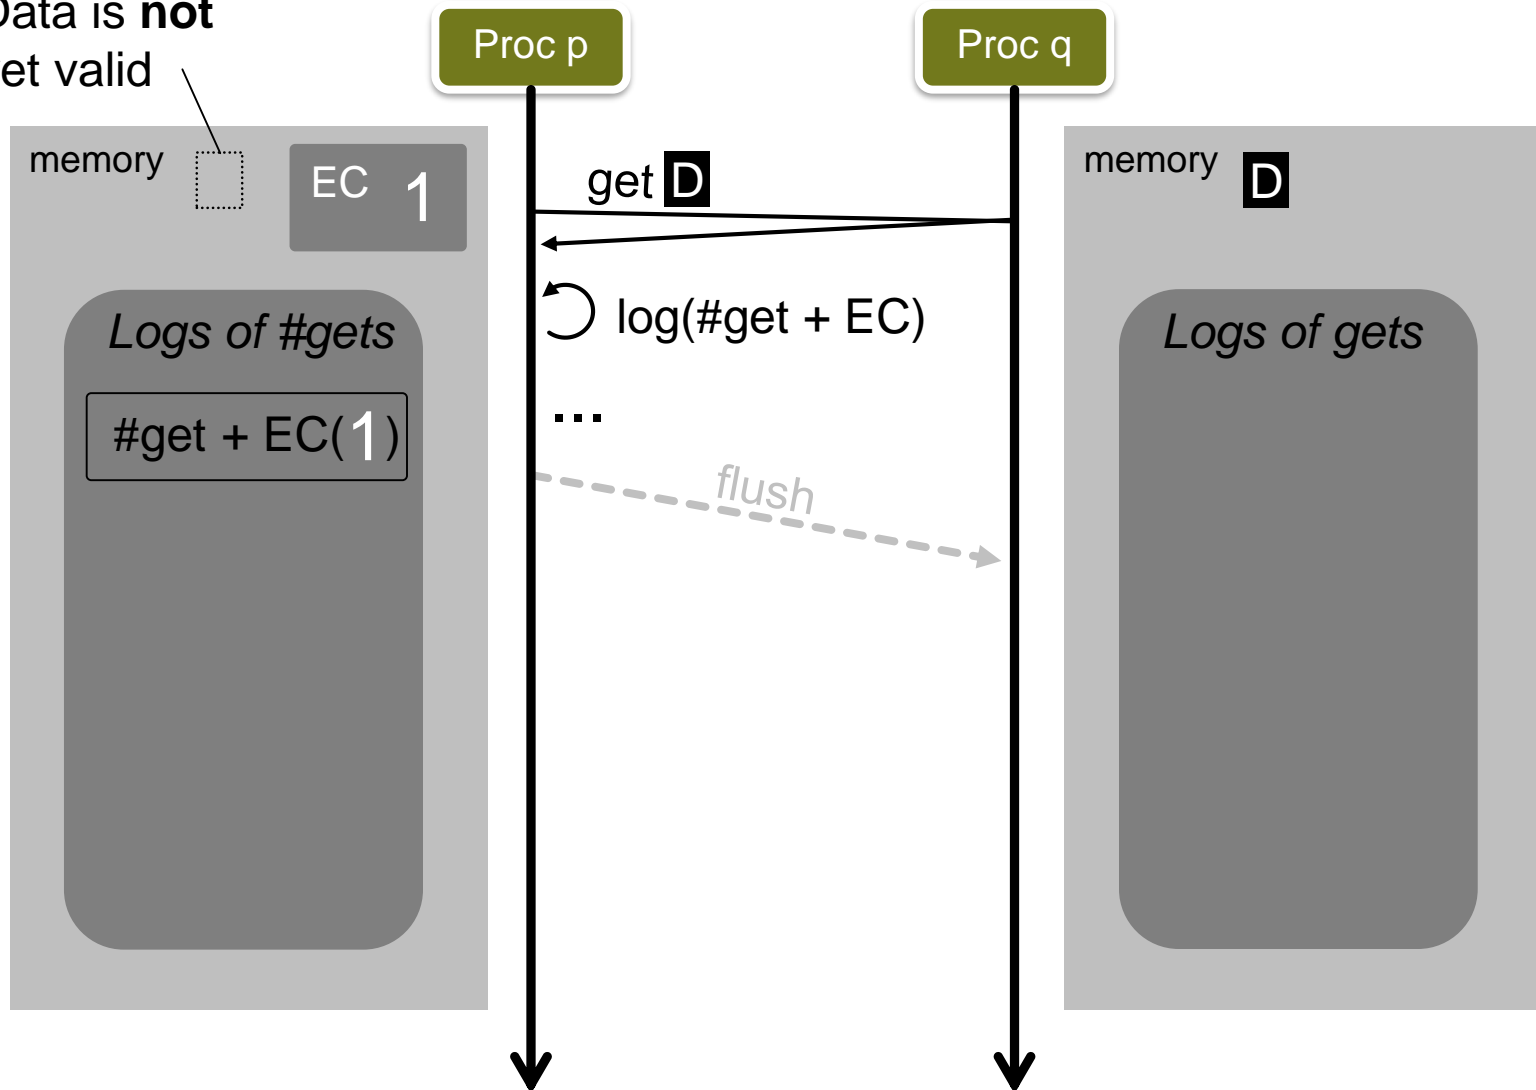 Data is not
et valid
Proc p
Proc q
memory
EC 1
get D
memory
D
Logs of #gets
log(#get + EC)
Logs of gets
#get + EC(1)
...
flush